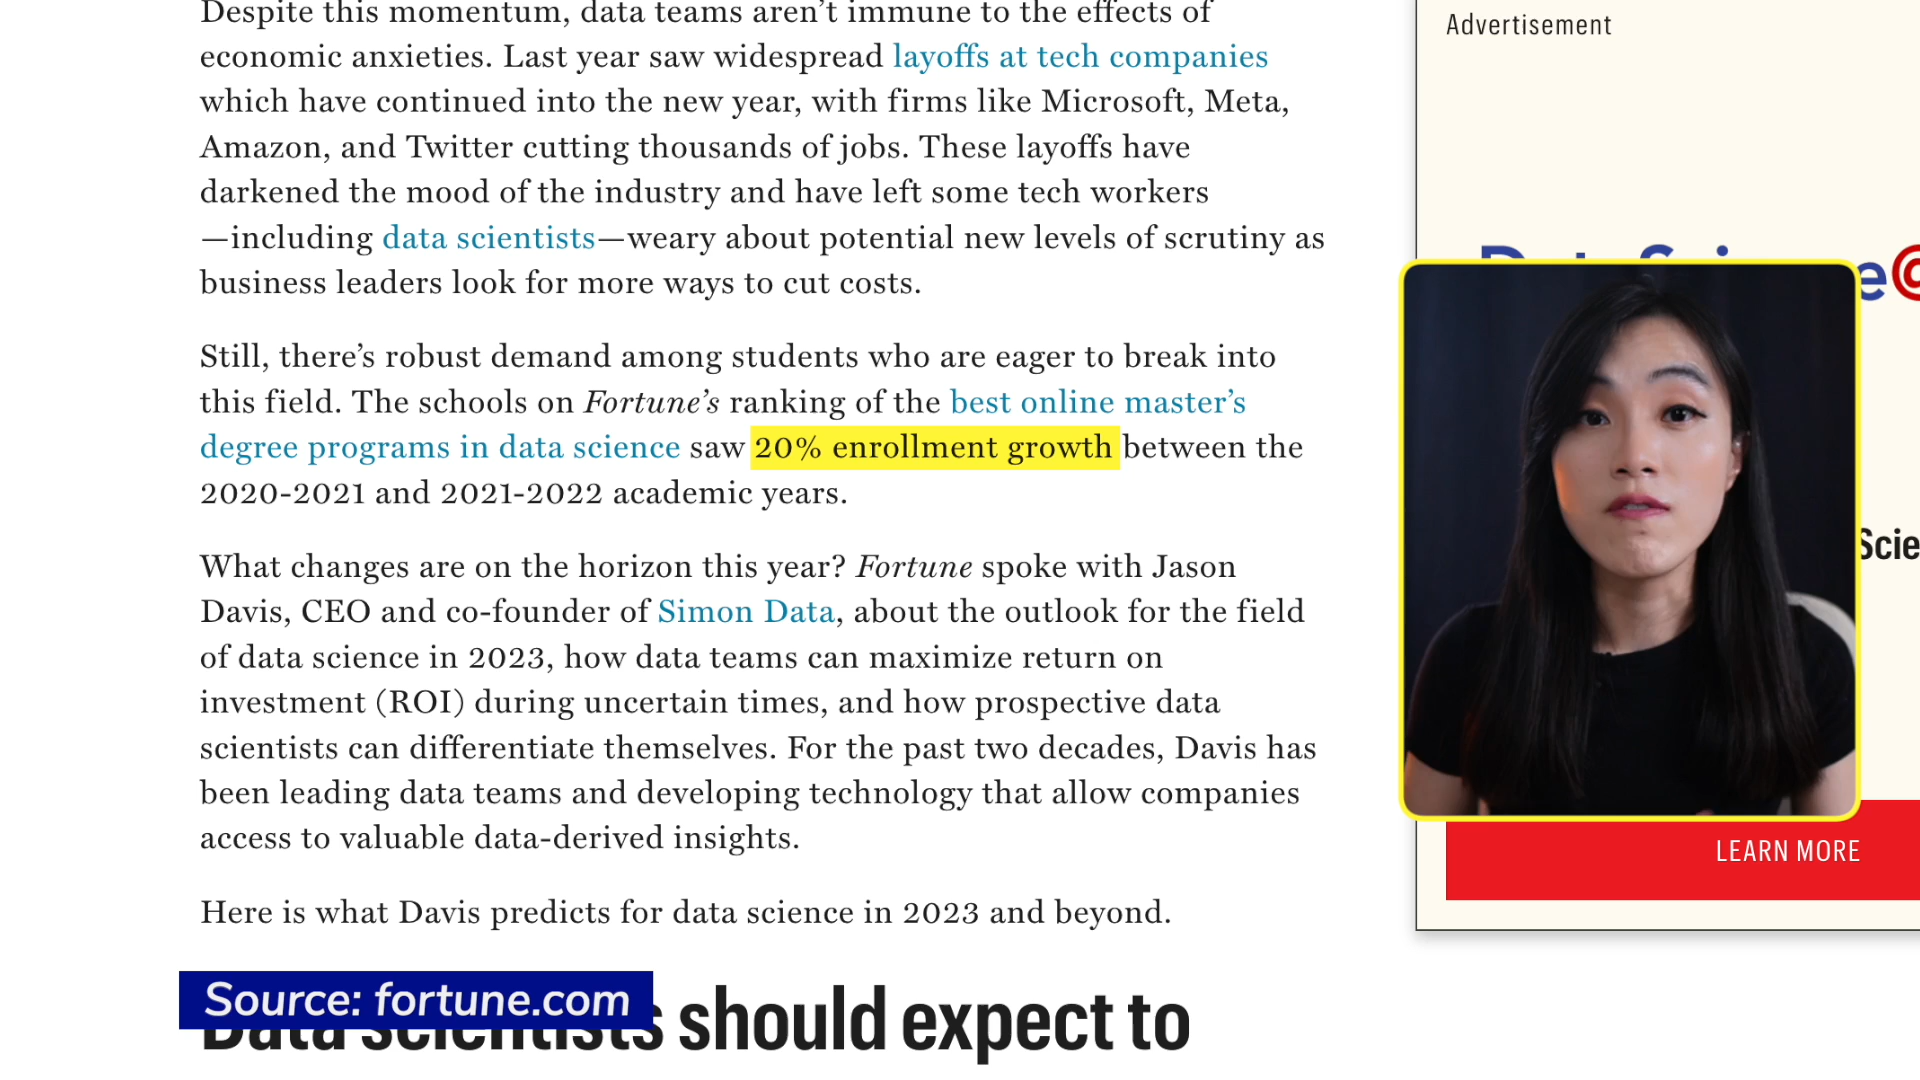 Despite this momentum, data teams aren't immune to the effects of
economic anxieties. Last year saw widespread layoffs at tech companies
which have continued into the new year, with firms like Microsoft, Meta,
Amazon, and Twitter cutting thousands of jobs. These layoffs have
darkened the mood of the industry and have left some tech workers
—including data scientists—weary about potential new levels of scrutiny as
business leaders look for more ways to cut costs.
Still, there's robust demand among students who are eager to break into
this field. The schools on Fortune's ranking of the best online master's
degree programs in data science saw 20% enrollment growth between the
2020-2021 and 2021-2022 academic years.
What changes are on the horizon this year? Fortune spoke with Jason
Davis, CEO and co-founder of Simon Data, about the outlook for the field
of data science in 2023, how data teams can maximize return on
investment (ROI) during uncertain times, and how prospective data
scientists can differentiate themselves. For the past two decades, Davis has
been leading data teams and developing technology that allow companies
access to valuable data-derived insights.
Here is what Davis predicts for data science in 2023 and beyond.
Source: fortune.com
Data scientists should expect to
Advertisement
LEARN MORE